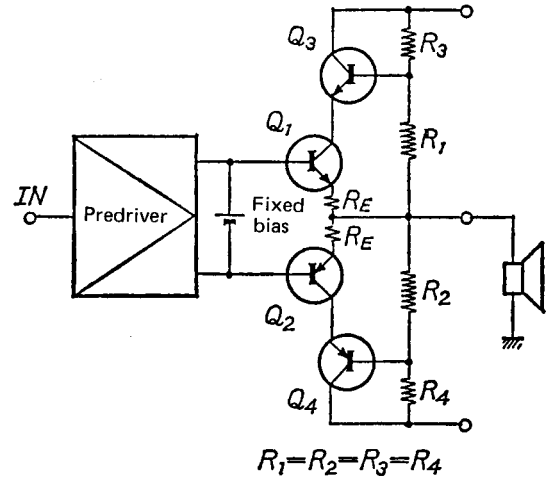 Q3
R3
Q1
R1
IN
Predriver
Fixed
bias
RE
RE
Q2
R2
Q4
R4
R1=R2=R3=R4